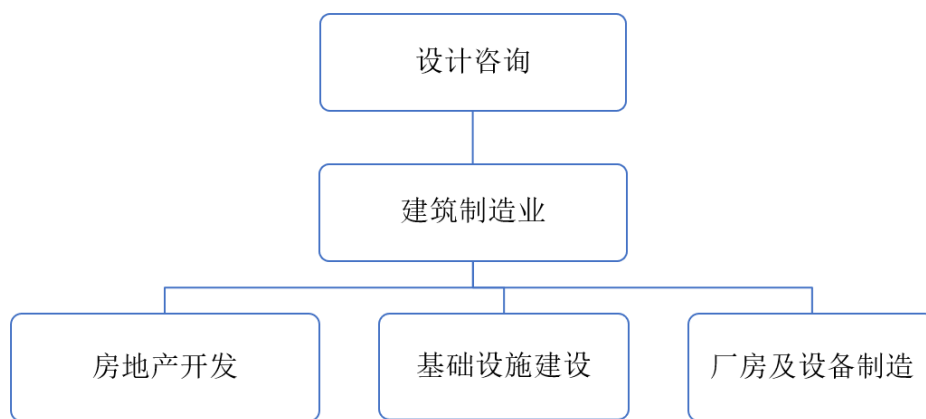 设计咨询
建筑制造业
房地产开发
基础设施建设
厂房及设备制造